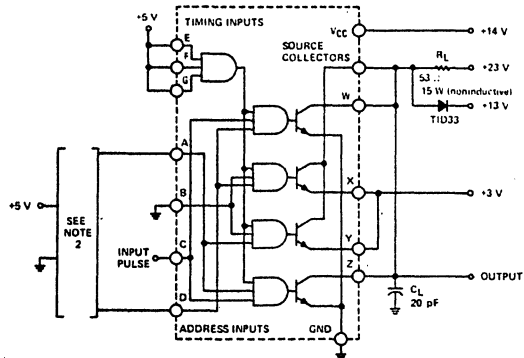 +5 V
TIMING INPUTS
E
F
G
SOURCE
COLLECTORS
VCC
+14 V
RL
+23 V
53 Ω
15 W (noninductive)
+13 V
TID33
W
A
B
C
D
X
Y
Z
+5 V
SEE
NOTE
2
INPUT
PULSE
+3 V
OUTPUT
CL
20 pF
ADDRESS INPUTS
GND